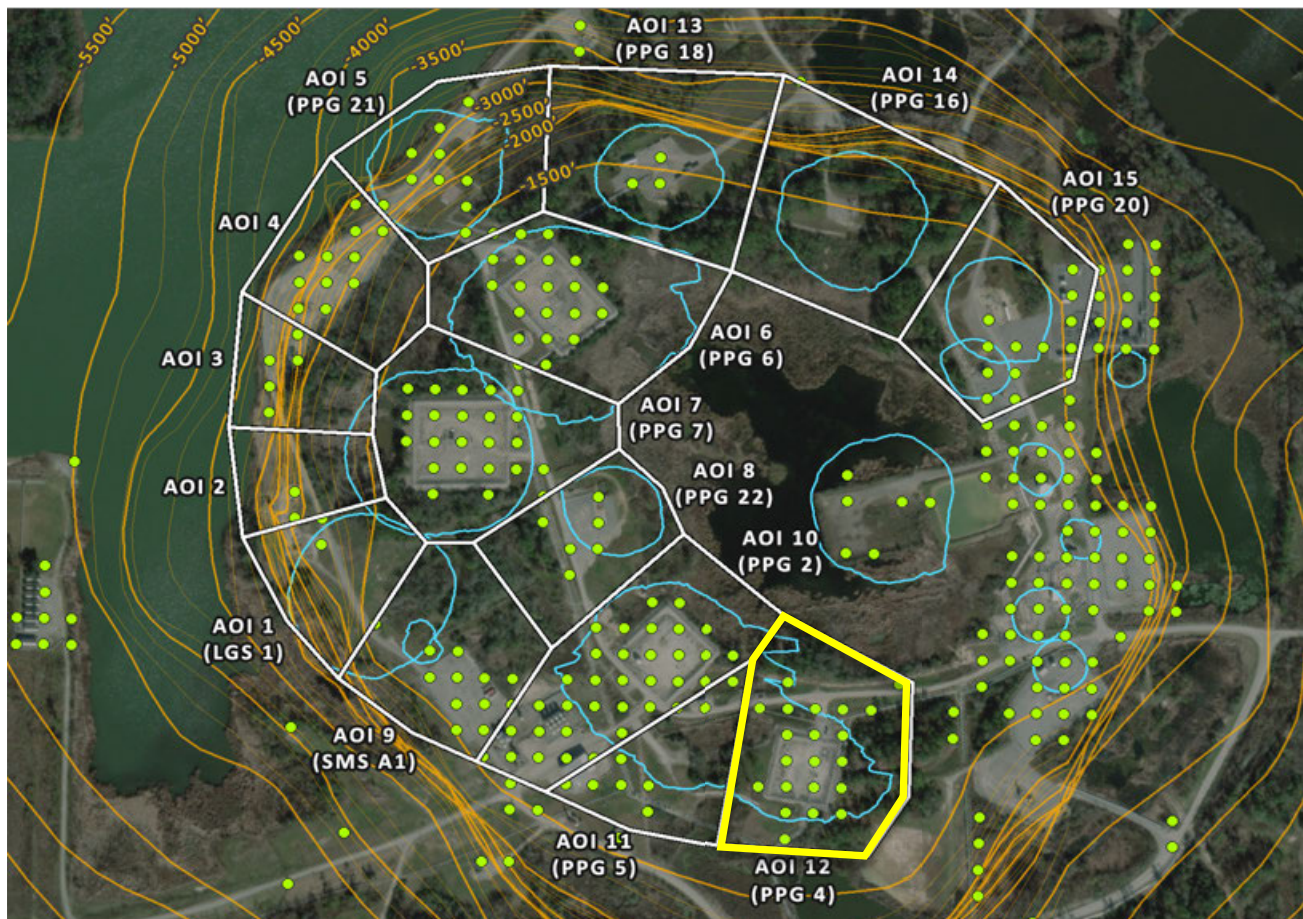 -5500'
-5000'
-4500'
-4000'
-3500'
-3000'
-2500'
-2000'
-1500'
AOI 13
(PPG 18)
AOI 14
(PPG 16)
AOI 5
(PPG 21)
AOI 15
(PPG 20)
AOI 4
AOI 3
AOI 6
(PPG 6)
AOI 7
(PPG 7)
AOI 2
AOI 8
(PPG 22)
AOI 10
(PPG 2)
AOI 1
(LGS 1)
AOI 9
(SMS A1)
AOI 11
(PPG 5)
AOI 12
(PPG 4)